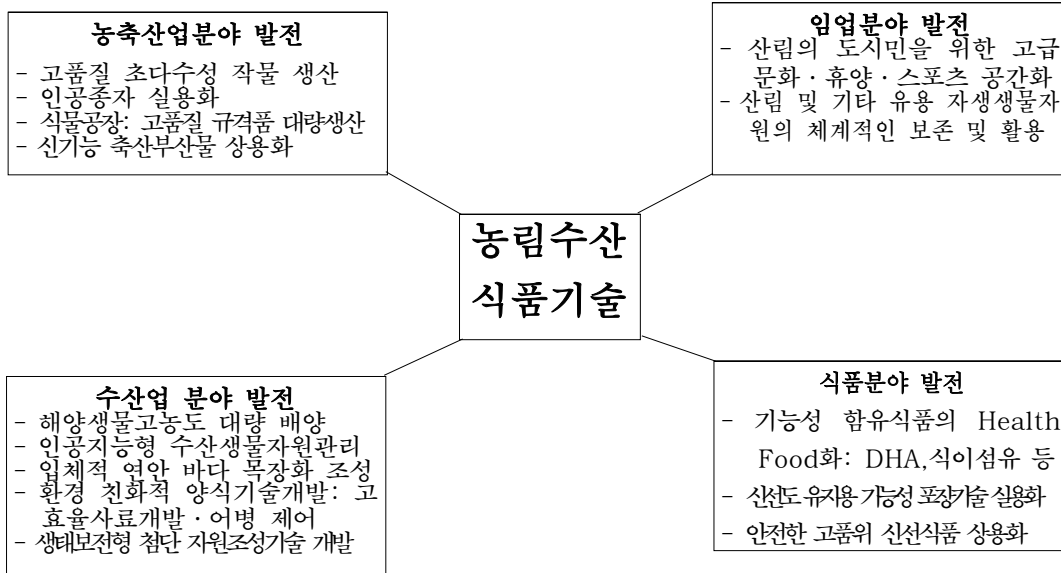 농축산업분야 발전
- 고품질 초다수성 작물 생산
- 인공종자 실용화
- 식물공장: 고품질 규격품 대량생산
- 신기능 축산부산물 상용화
임업분야 발전
- 산림의 도시민을 위한 고급
문화·휴양·스포츠 공간화
- 산림 및 기타 유용 자생생물자
원의 체계적인 보존 및 활용
농림수산
식품기술
수산업 분야 발전
- 해양생물고농도 대량 배양
- 인공지능형 수산생물자원관리
- 입체적 연안 바다 목장화 조성
- 환경 친화적 양식기술개발: 고
효율사료개발·어병 제어
- 생태보전형 첨단 자원조성기술 개발
식품분야 발전
- 기능성 함유식품의 Health
Food화: DHA,식이섬유 등
- 신선도 유지용 기능성 포장기술 실용화
- 안전한 고품위 신선식품 상용화